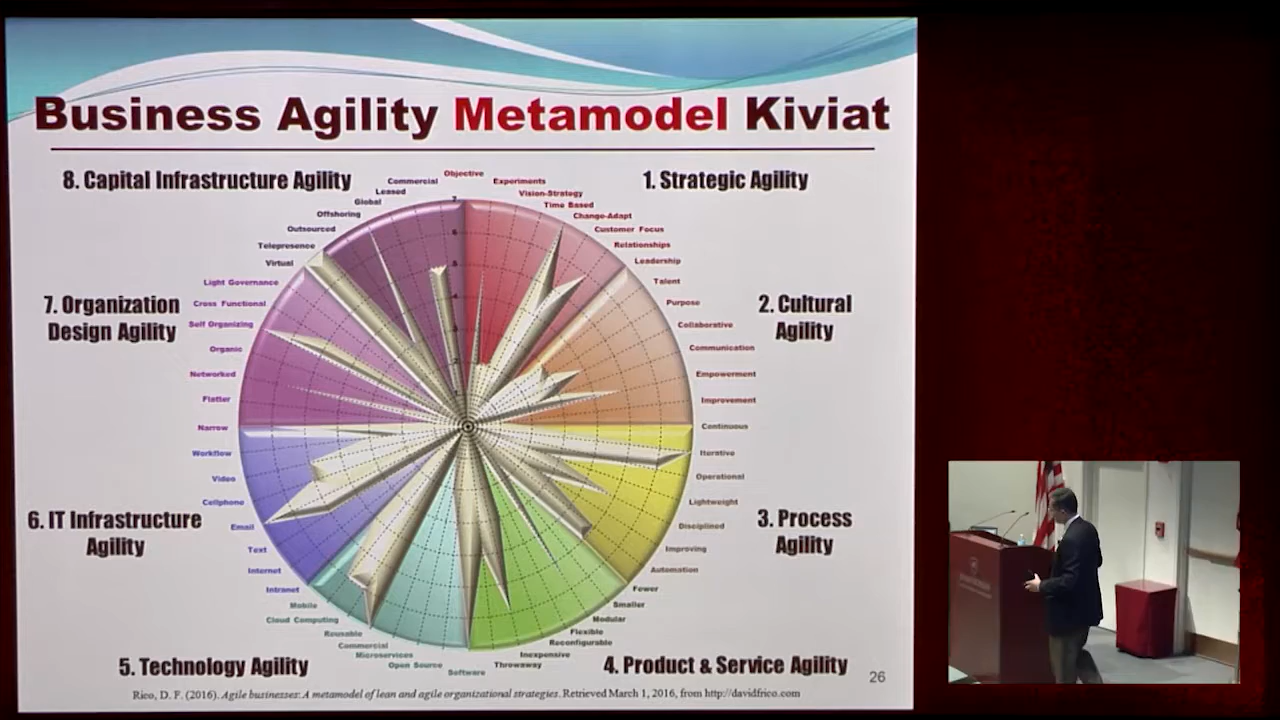 Business Agility Metamodel Kiviat
8. Capital Infrastructure Agility
1. Strategic Agility
2. Cultural
Agility
3. Process
Agility
4. Product & Service Agility
5. Technology Agility
6. IT Infrastructure
Agility
7. Organization
Design Agility
Objective
Experiments
Vision-Strategy
Time Based
Change-Adapt
Customer Focus
Relationships
Leadership
Talent
Purpose
Collaborative
Communication
Empowerment
Improvement
Continuous
Iterative
Operational
Lightweight
Disciplined
Improving
Automation
Fewer
Smaller
Modular
Flexible
Reconfigurable
Inexpensive
Throwaway
Software
Open Source
Microservices
Commercial
Reusable
Cloud Computing
Mobile
Intranet
Internet
Text
Email
Cellphone
Video
Workflow
Narrow
Flatter
Networked
Organic
Self Organizing
Cross Functional
Light Governance
Virtual
Telepresence
Outsourced
Offshoring
Global
Leased
Commercial
7
6
5
4
3
2
26
Rico, D. F. (2016). Agile businesses: A metamodel of lean and agile organizational strategies. Retrieved March 1, 2016, from http://davidfrico.com